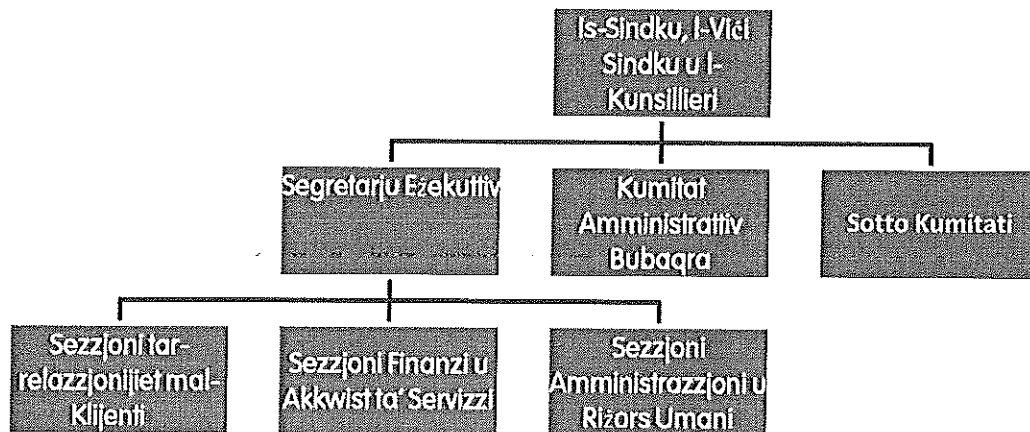 Is-Sindku, l-Viċi
Sindku u l-
Kunsillieri
Segretarju Eżekuttiv
Kumitat
Amministrattiv
Bubaqra
Sotto Kumitati
Sezzjoni tar-
relazzjonijiet mal-
Klijenti
Sezzjoni Finanzi u
Akkwist ta' Servizzi
Sezzjoni
Amministrazzjoni u
Riżors Umani